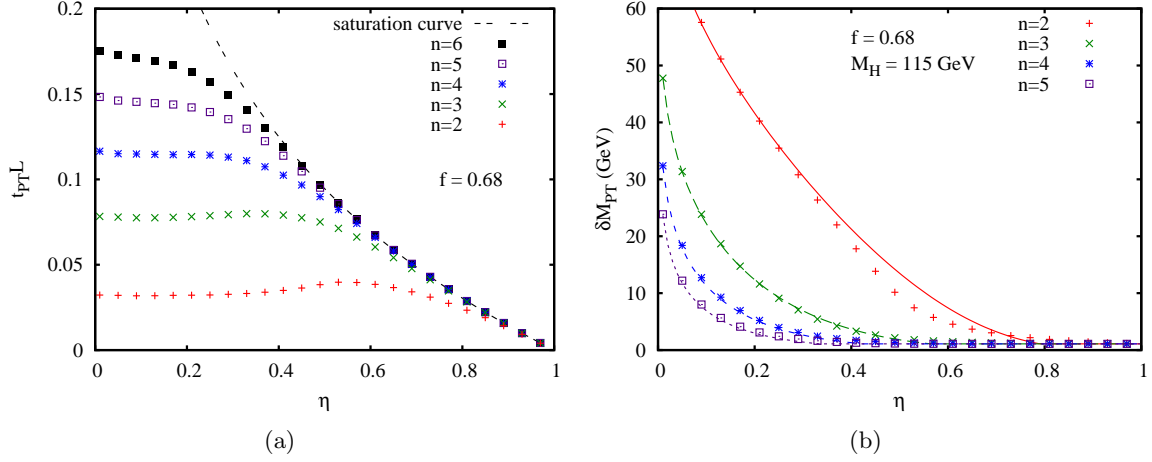 saturation curve
n=6
n=5
n=4
n=3
n=2
f = 0.68
t_PT L
0.2
0.15
0.1
0.05
0
0 0.2 0.4 0.6 0.8 1
η
(a)
n=2
n=3
n=4
n=5
f = 0.68
M_H = 115 GeV
δM_PT (GeV)
60
50
40
30
20
10
0
0 0.2 0.4 0.6 0.8 1
η
(b)